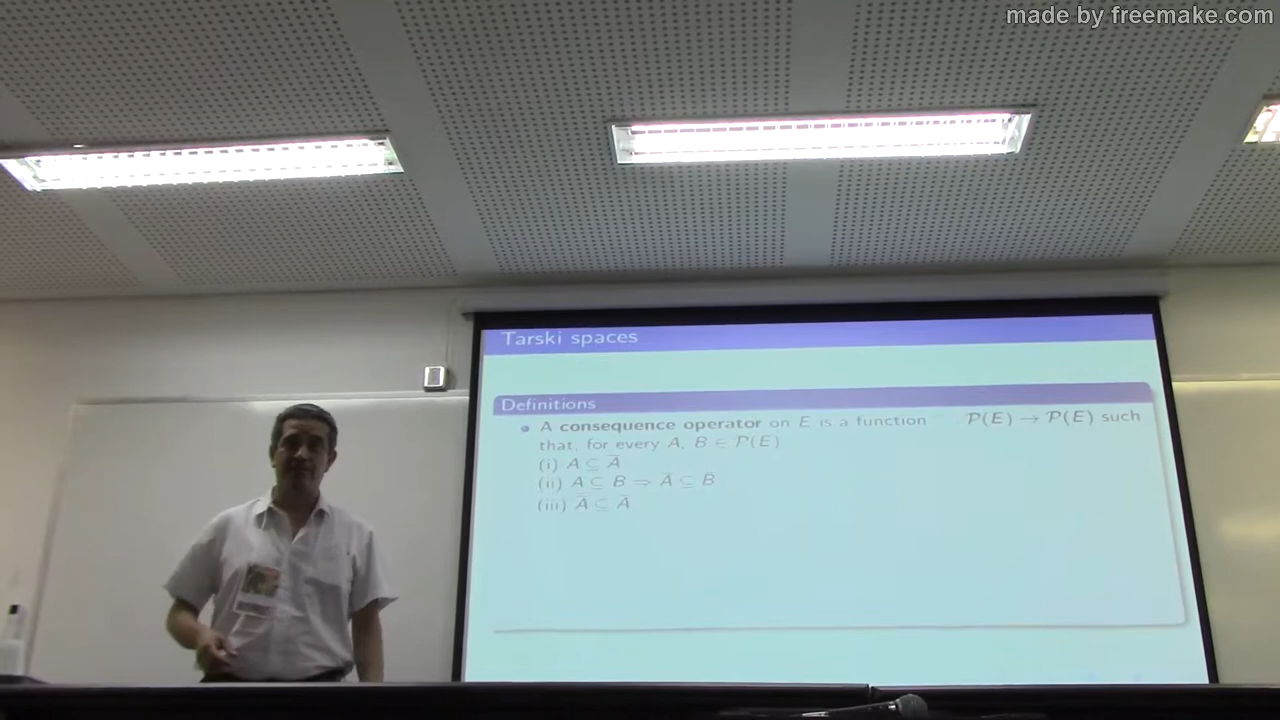 made by freemake.com
Tarski spaces
Definitions
A consequence operator on E is a function P(E) → P(E) such
that, for every A, B ∈ P(E)
(i) A ⊆ A̅
(ii) A ⊆ B ⇒ A̅ ⊆ B̅
(iii) A̅ ⊆ A̅